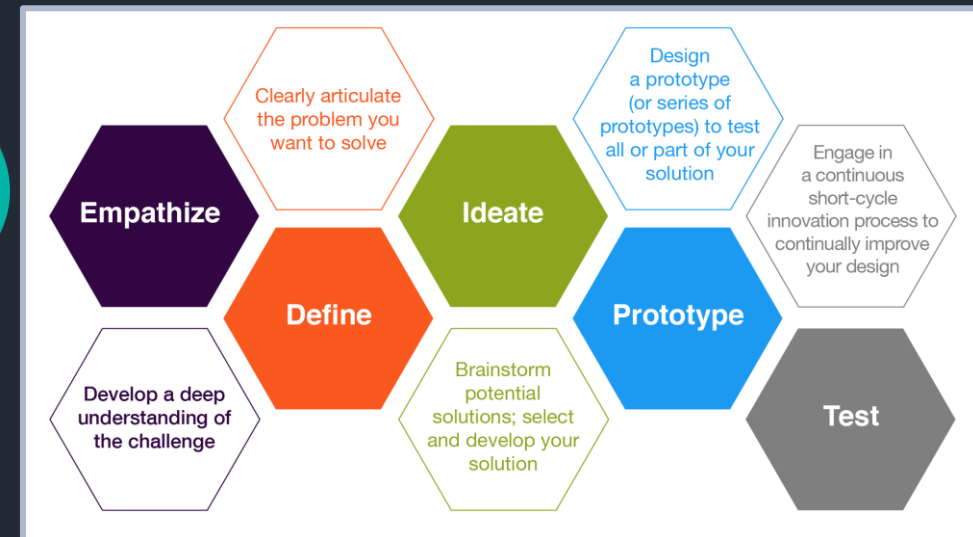 Empathize
Develop a deep
understanding of
the challenge
Clearly articulate
the problem you
want to solve
Define
Ideate
Brainstorm
potential
solutions; select
and develop your
solution
Design
a prototype
(or series of
prototypes) to test
all or part of your
solution
Prototype
Engage in
a continuous
short-cycle
innovation process to
continually improve
your design
Test